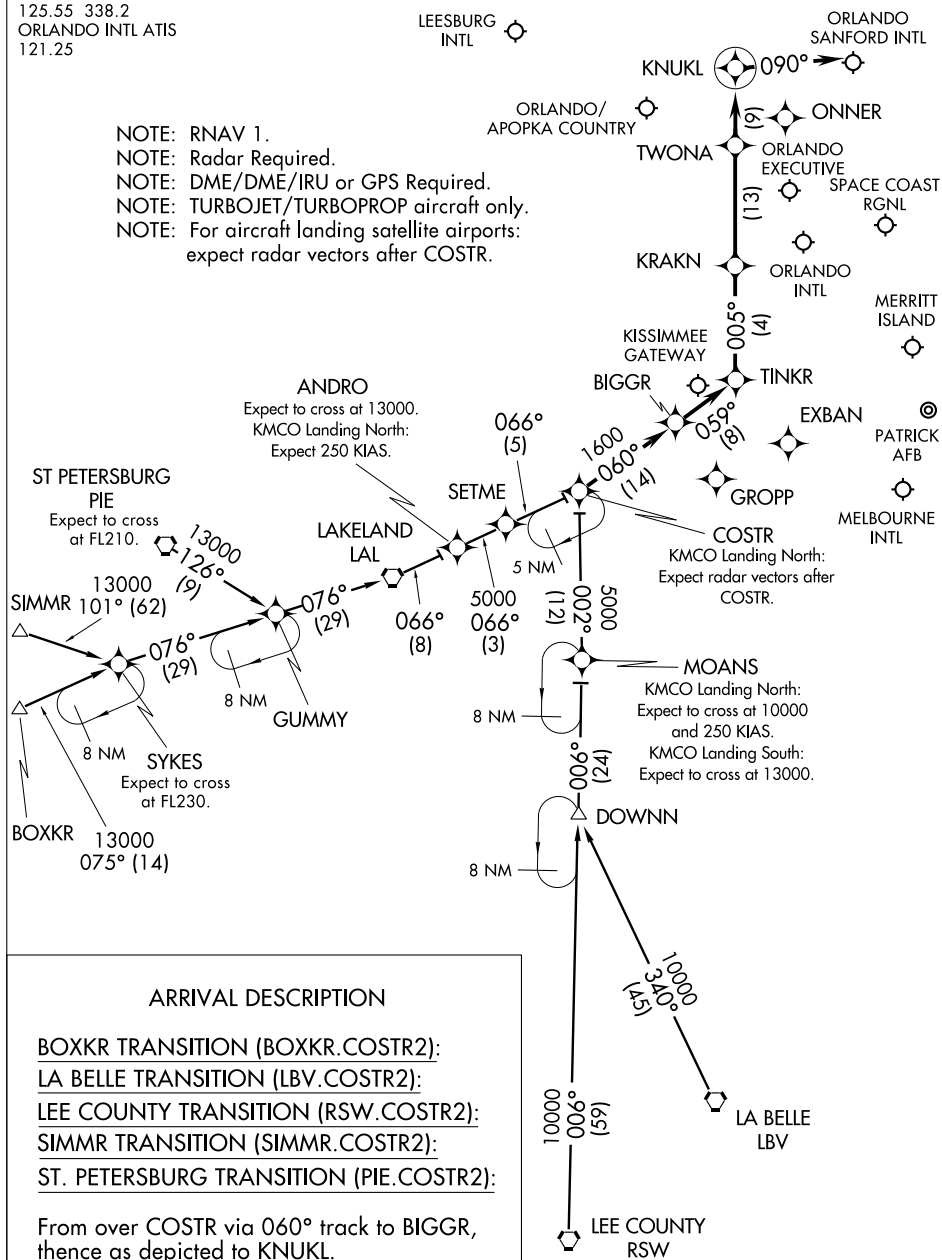 125.55 338.2
ORLANDO INTL ATIS
121.25
LEESBURG
INTL
ORLANDO
SANFORD INTL
KNUKL
090°
ORLANDO/
APOPKA COUNTRY
(9)
ONNER
TWONA
ORLANDO
EXECUTIVE
SPACE COAST
RGNL
(13)
NOTE: RNAV 1.
NOTE: Radar Required.
NOTE: DME/DME/IRU or GPS Required.
NOTE: TURBOJET/TURBOPROP aircraft only.
NOTE: For aircraft landing satellite airports:
expect radar vectors after COSTR.
KRAKN
ORLANDO
INTL
005°
(4)
MERRITT
ISLAND
KISSIMMEE
GATEWAY
BIGGR
TINKR
059°
(8)
EXBAN
PATRICK
AFB
ANDRO
Expect to cross at 13000.
KMCO Landing North:
Expect 250 KIAS.
066°
(5)
1600
060°
(14)
GROPP
MELBOURNE
INTL
ST PETERSBURG
PIE
Expect to cross
at FL210.
SETME
LAKELAND
LAL
COSTR
KMCO Landing North:
Expect radar vectors after
COSTR.
5 NM
13000
126°
(9)
SIMMR
13000
101° (62)
076°
(29)
066°
(8)
5000
066°
(3)
5000
002°
(12)
076°
(29)
8 NM
GUMMY
MOANS
KMCO Landing North:
Expect to cross at 10000
and 250 KIAS.
KMCO Landing South:
Expect to cross at 13000.
8 NM
8 NM
SYKES
Expect to cross
at FL230.
006°
(24)
BOXKR
13000
075° (14)
DOWNN
8 NM
10000
340°
(45)
10000
006°
(59)
LA BELLE
LBV
LEE COUNTY
RSW
ARRIVAL DESCRIPTION
BOXKR TRANSITION (BOXKR.COSTR2):
LA BELLE TRANSITION (LBV.COSTR2):
LEE COUNTY TRANSITION (RSW.COSTR2):
SIMMR TRANSITION (SIMMR.COSTR2):
ST. PETERSBURG TRANSITION (PIE.COSTR2):
From over COSTR via 060° track to BIGGR,
thence as depicted to KNUKL.